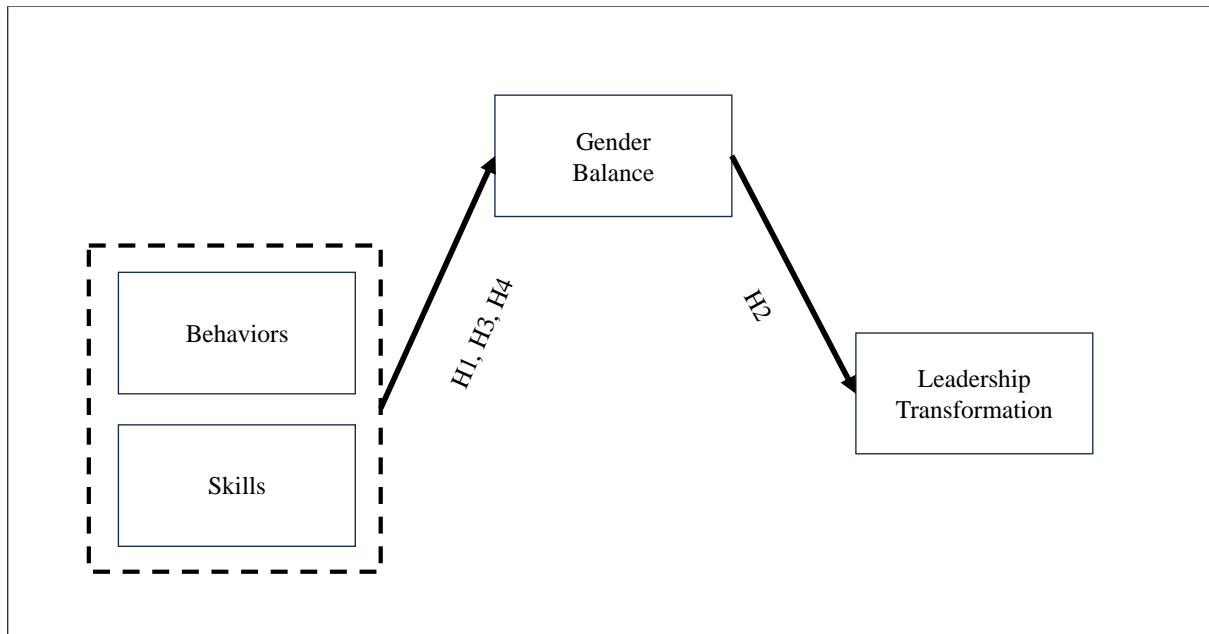 Gender
Balance
Behaviors
Skills
H1, H3, H4
H2
Leadership
Transformation